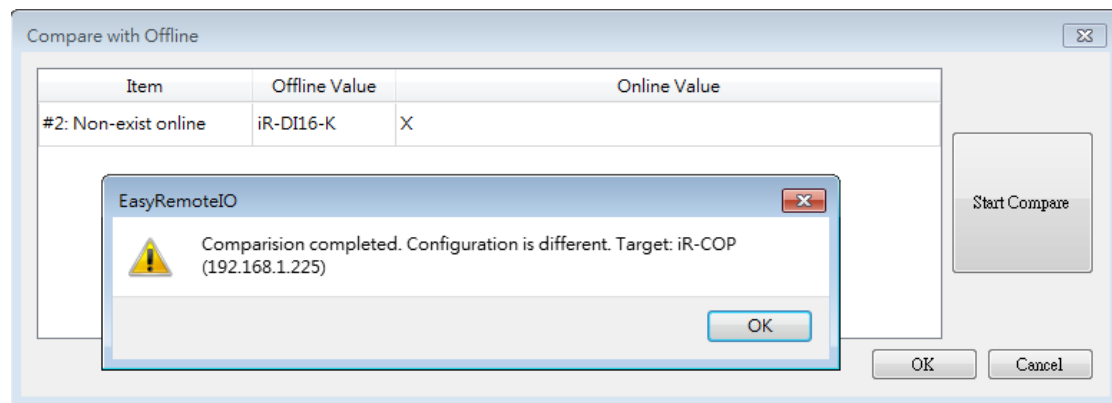 Compare with Offline
Item Offline Value Online Value
#2: Non-exist online iR-DI16-K X
Start Compare
EasyRemoteIO
Comparision completed. Configuration is different. Target: iR-COP
(192.168.1.225)
OK
OK Cancel